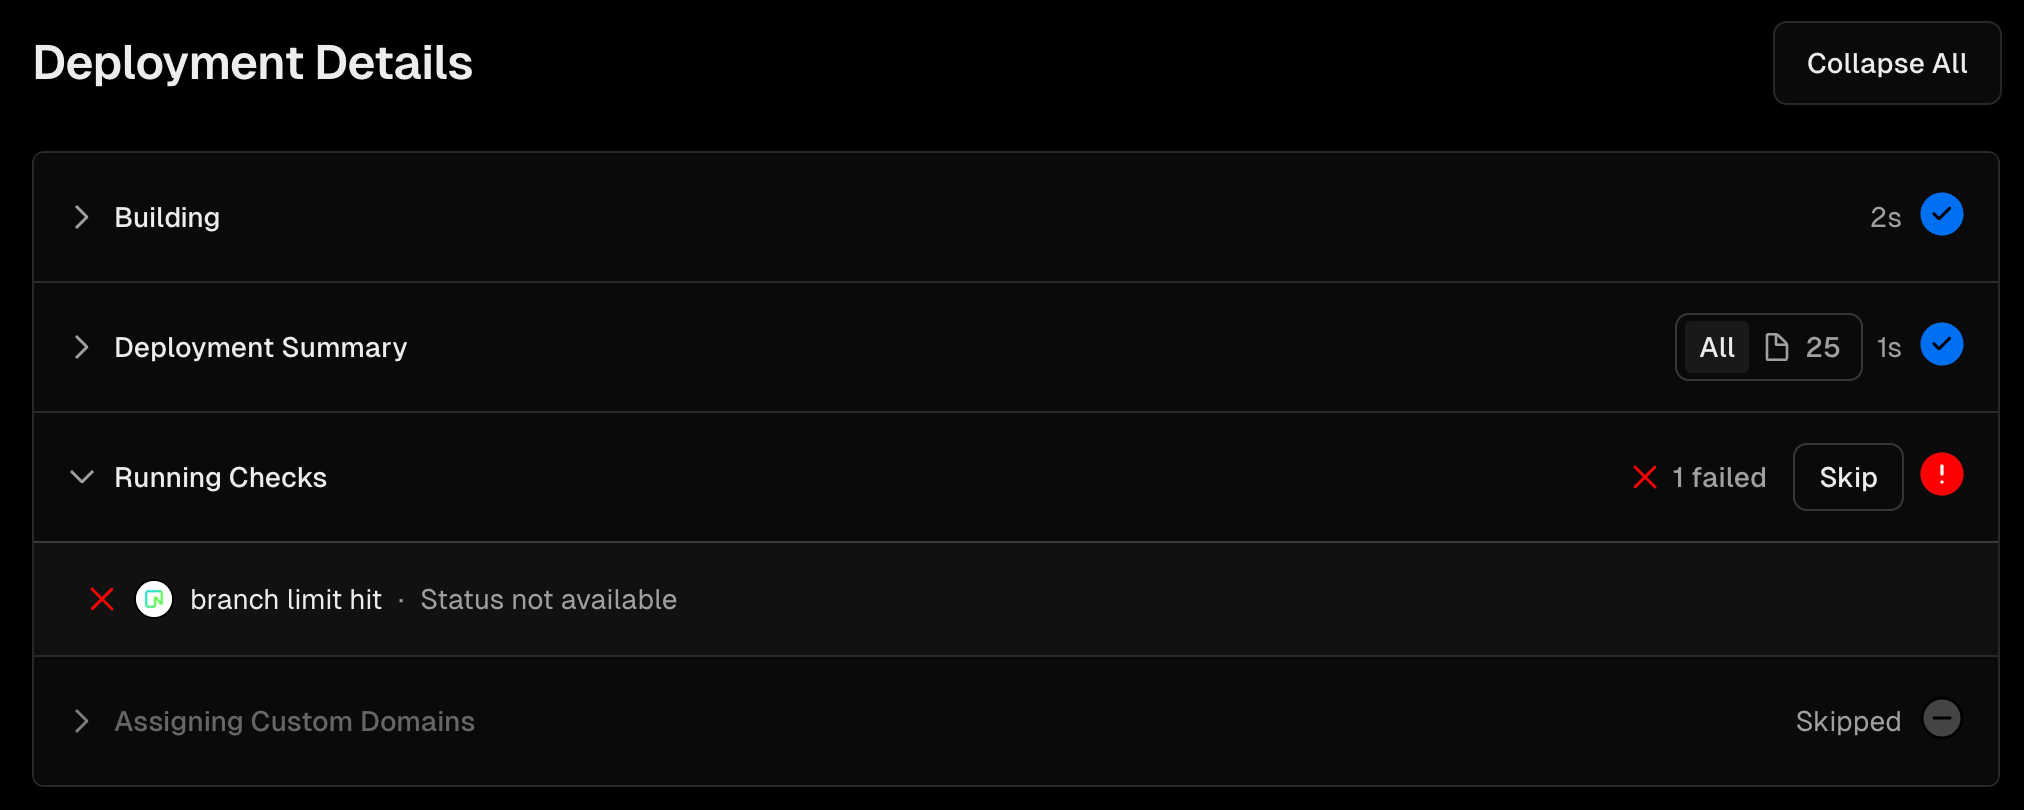 Deployment Details
Collapse All
Building
2s
Deployment Summary
All 25 1s
Running Checks
1 failed Skip
branch limit hit · Status not available
Assigning Custom Domains
Skipped